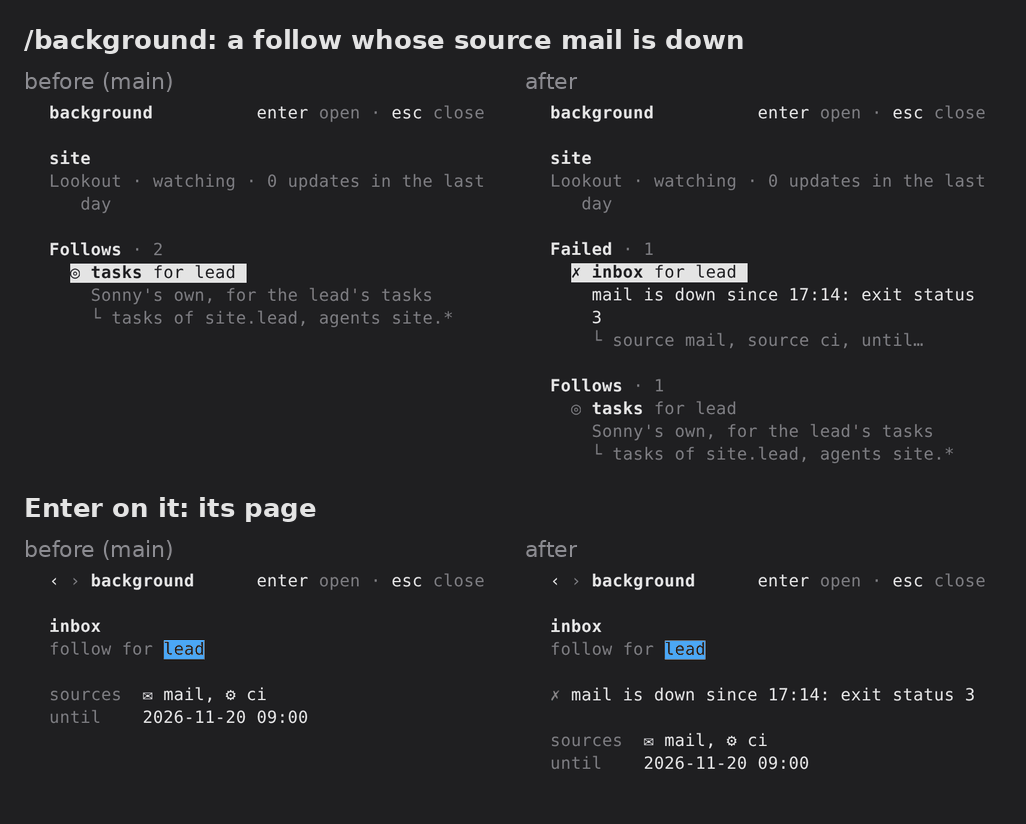 /background: a follow whose source mail is down
before (main)
background enter open · esc close
site
Lookout · watching · 0 updates in the last
day
Follows · 2
◎ tasks for lead
Sonny's own, for the lead's tasks
└ tasks of site.lead, agents site.*
after
background enter open · esc close
site
Lookout · watching · 0 updates in the last
day
Failed · 1
✗ inbox for lead
mail is down since 17:14: exit status
3
└ source mail, source ci, until…
Follows · 1
◎ tasks for lead
Sonny's own, for the lead's tasks
└ tasks of site.lead, agents site.*
Enter on it: its page
before (main)
‹ › background enter open · esc close
inbox
follow for lead
sources ✉ mail, ⚙ ci
until 2026-11-20 09:00
after
‹ › background enter open · esc close
inbox
follow for lead
✗ mail is down since 17:14: exit status 3
sources ✉ mail, ⚙ ci
until 2026-11-20 09:00